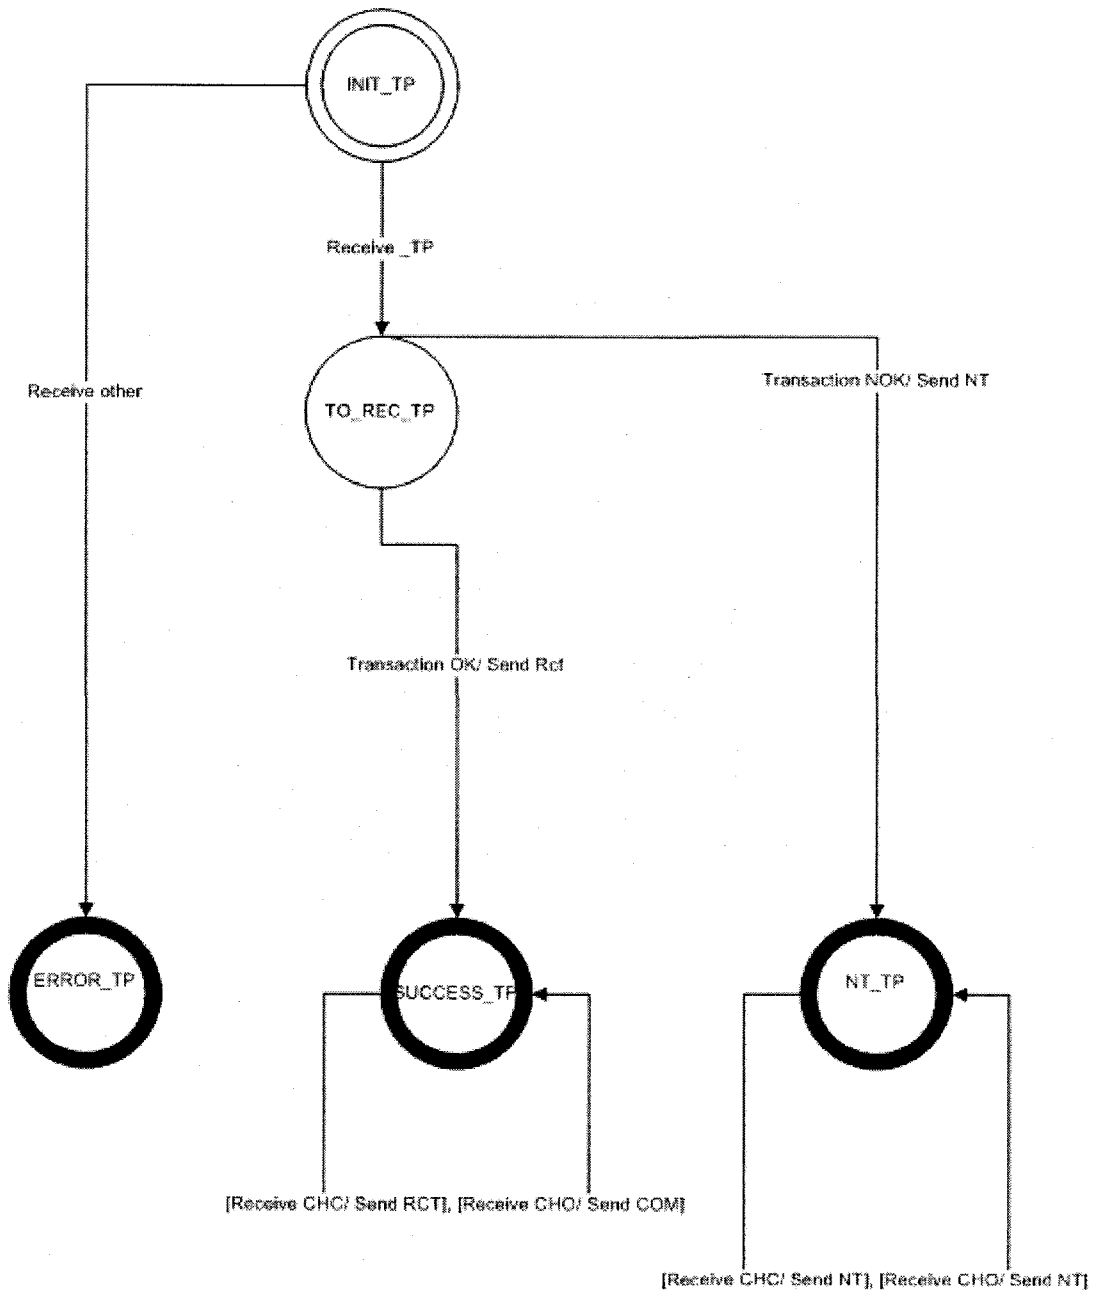 INIT_TP
Receive _TP
Transaction NOK/ Send NT
Receive other
TO_REC_TP
Transaction OK/ Send Rcf
ERROR_TP
SUCCESS_TP
NT_TP
[Receive CHC/ Send RCT], [Receive CHO/ Send COM]
[Receive CHC/ Send NT], [Receive CHO/ Send NT]